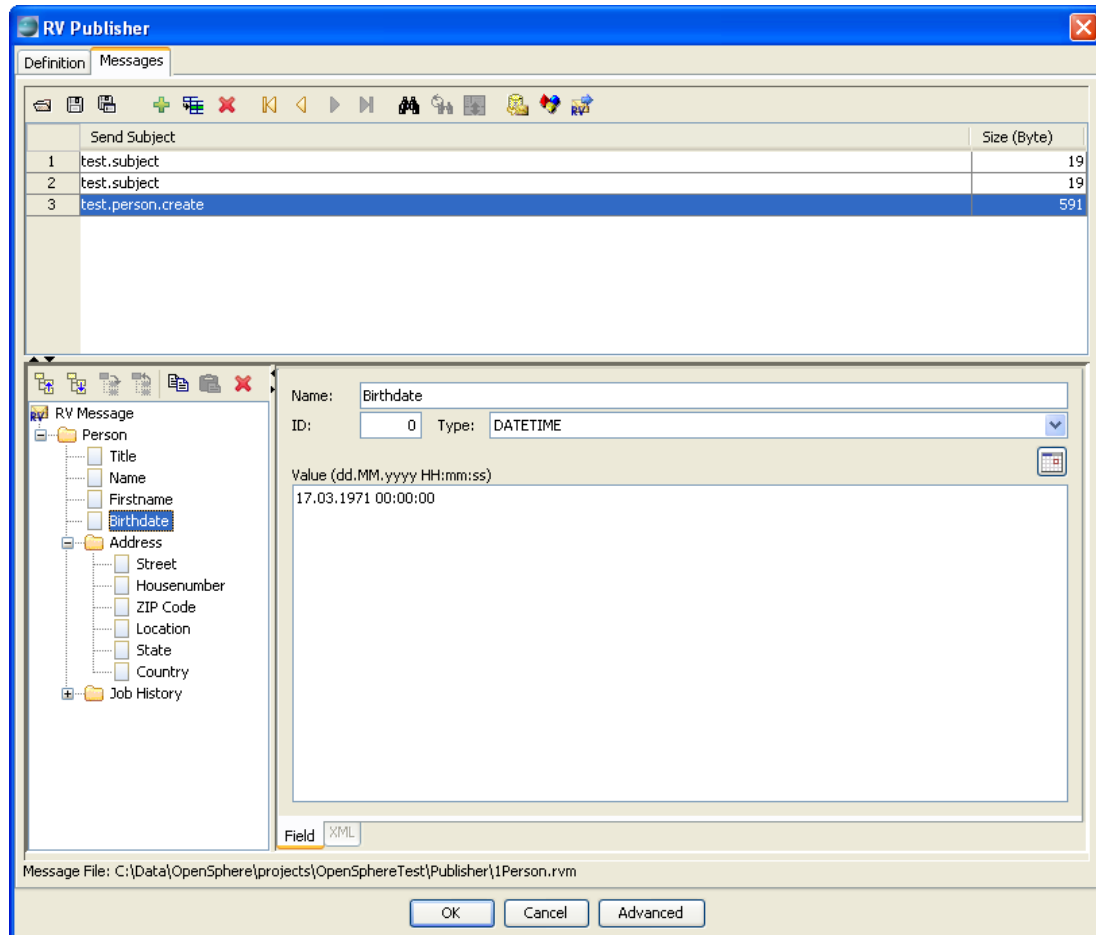 RV Publisher
Definition Messages
RV
Send Subject Size (Byte)
1 test.subject 19
2 test.subject 19
3 test.person.create 591
RV RV Message
Person
Title
Name
Firstname
Birthdate
Address
Street
Housenumber
ZIP Code
Location
State
Country
Job History
Name: Birthdate
ID: 0 Type: DATETIME
Value (dd.MM.yyyy HH:mm:ss)
17.03.1971 00:00:00
Field XML
Message File: C:\Data\OpenSphere\projects\OpenSphereTest\Publisher\1Person.rvm
OK Cancel Advanced